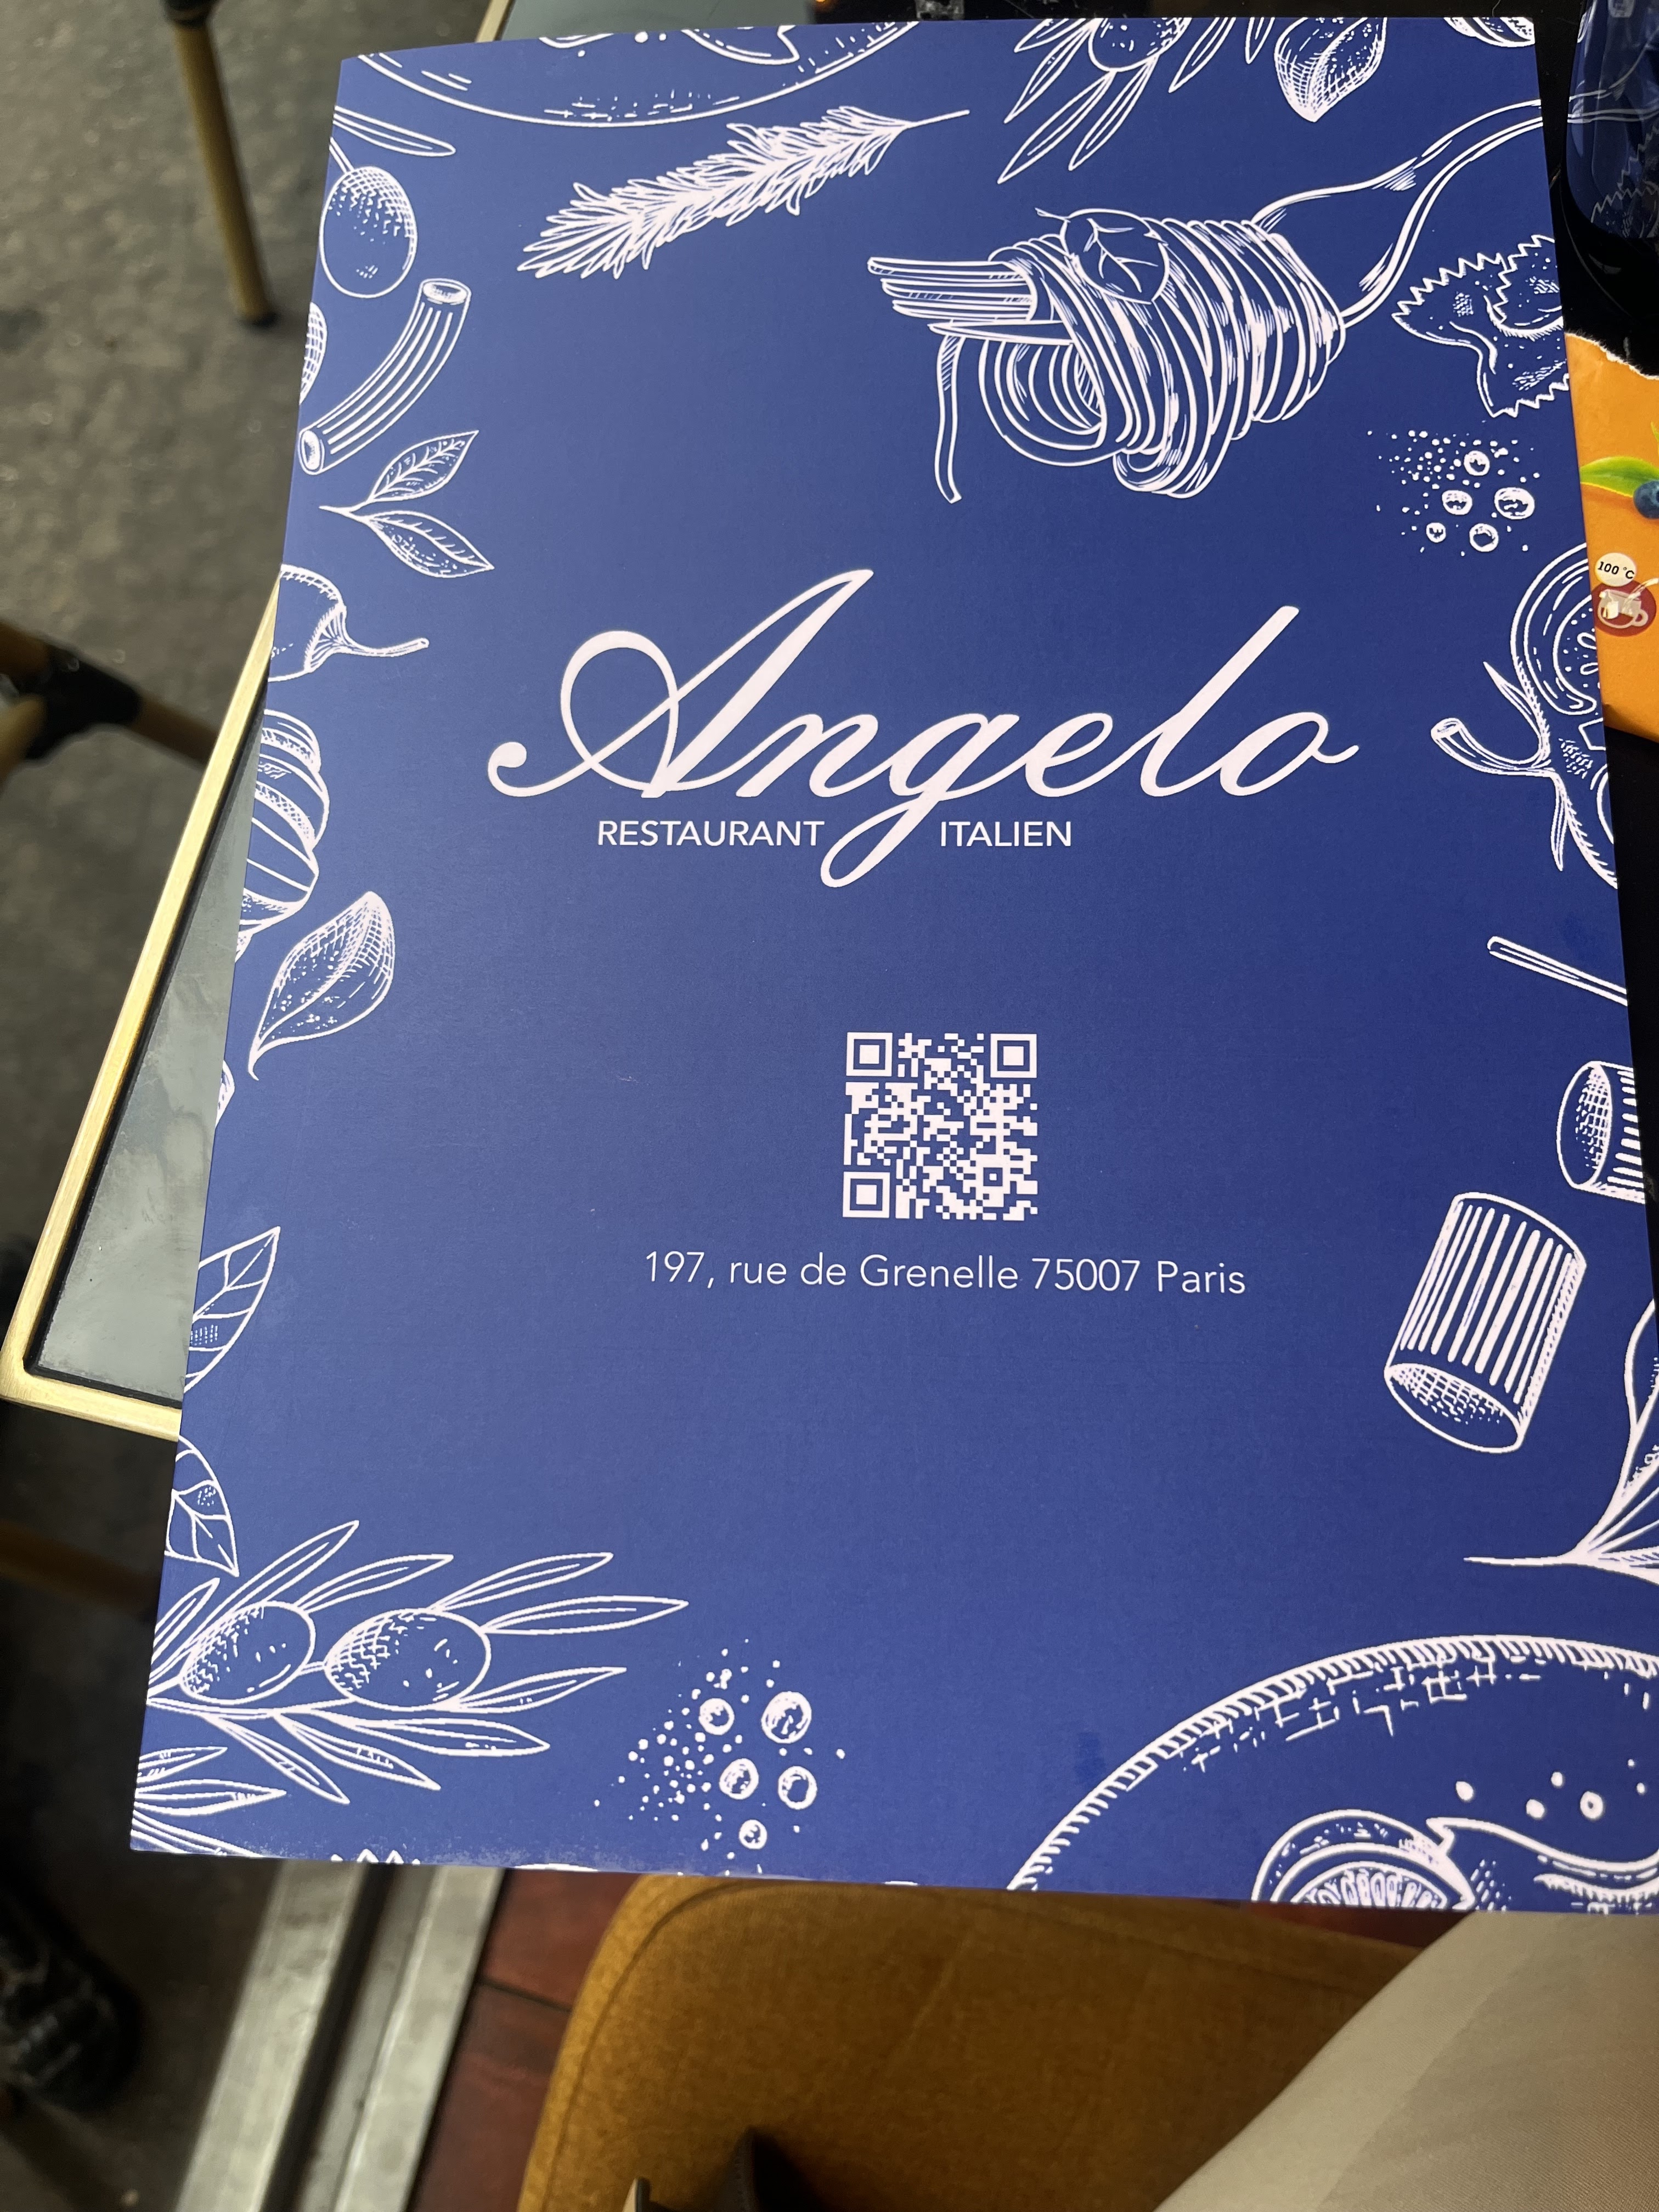 Angelo
RESTAURANT ITALIEN
197, rue de Grenelle 75007 Paris
100 °C